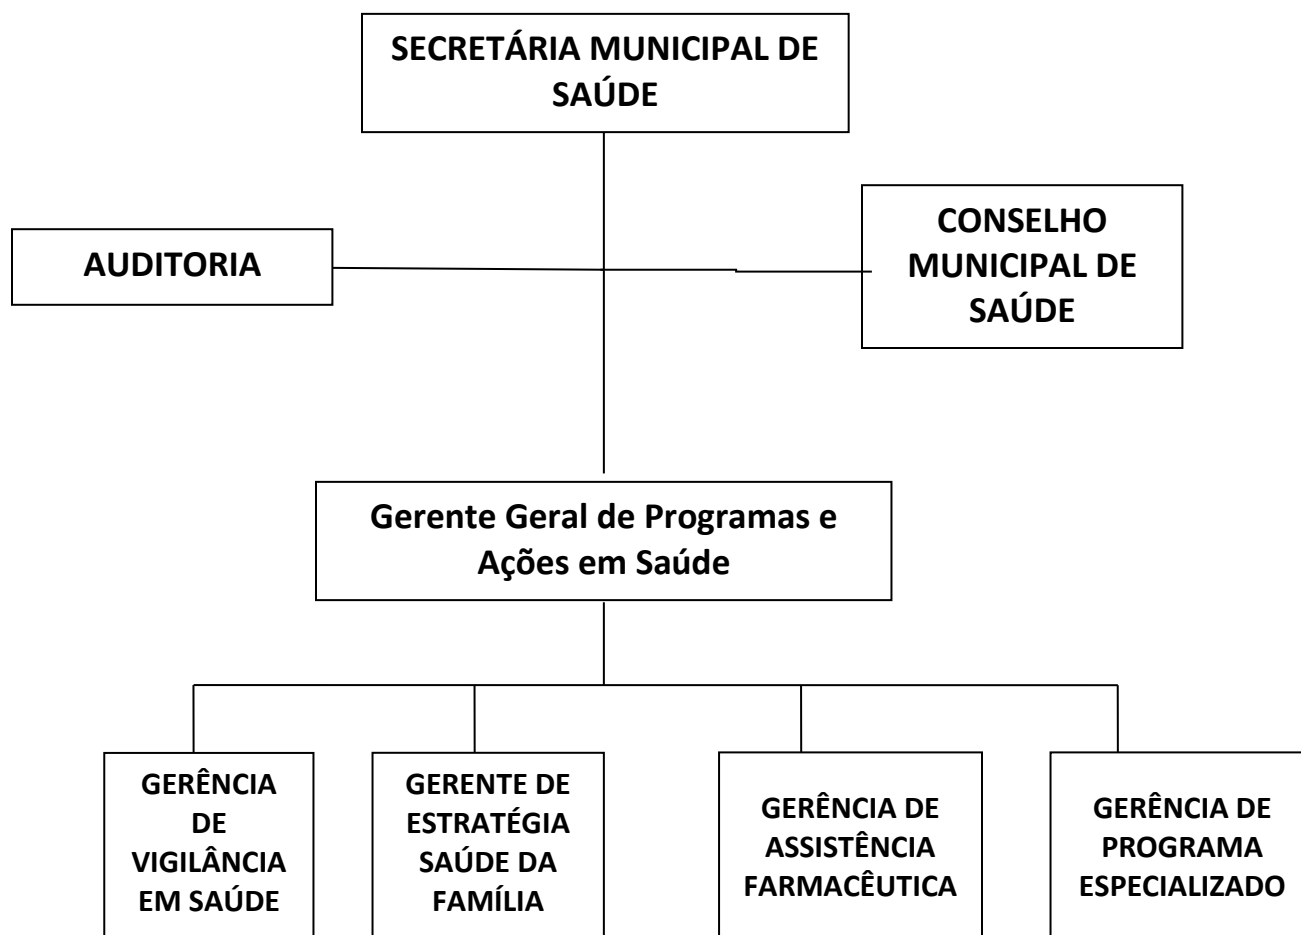 SECRETÁRIA MUNICIPAL DE
SAÚDE
AUDITORIA
CONSELHO
MUNICIPAL DE
SAÚDE
Gerente Geral de Programas e
Ações em Saúde
GERÊNCIA
DE
VIGILÂNCIA
EM SAÚDE
GERENTE DE
ESTRATÉGIA
SAÚDE DA
FAMÍLIA
GERÊNCIA DE
ASSISTÊNCIA
FARMACÊUTICA
GERÊNCIA DE
PROGRAMA
ESPECIALIZADO